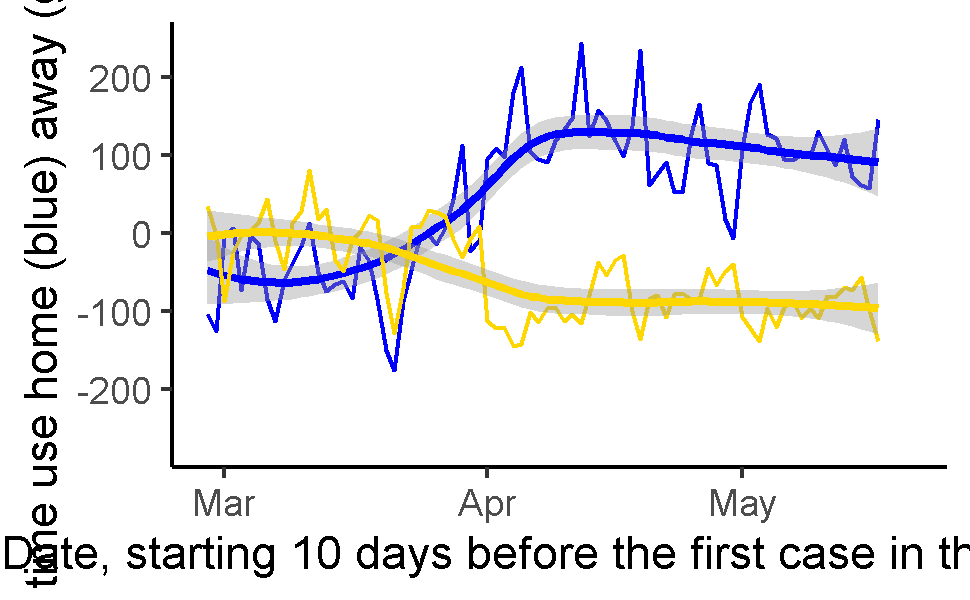 time use home (blue) away (
200
100
0
-100
-200
Mar Apr May
Date, starting 10 days before the first case in th